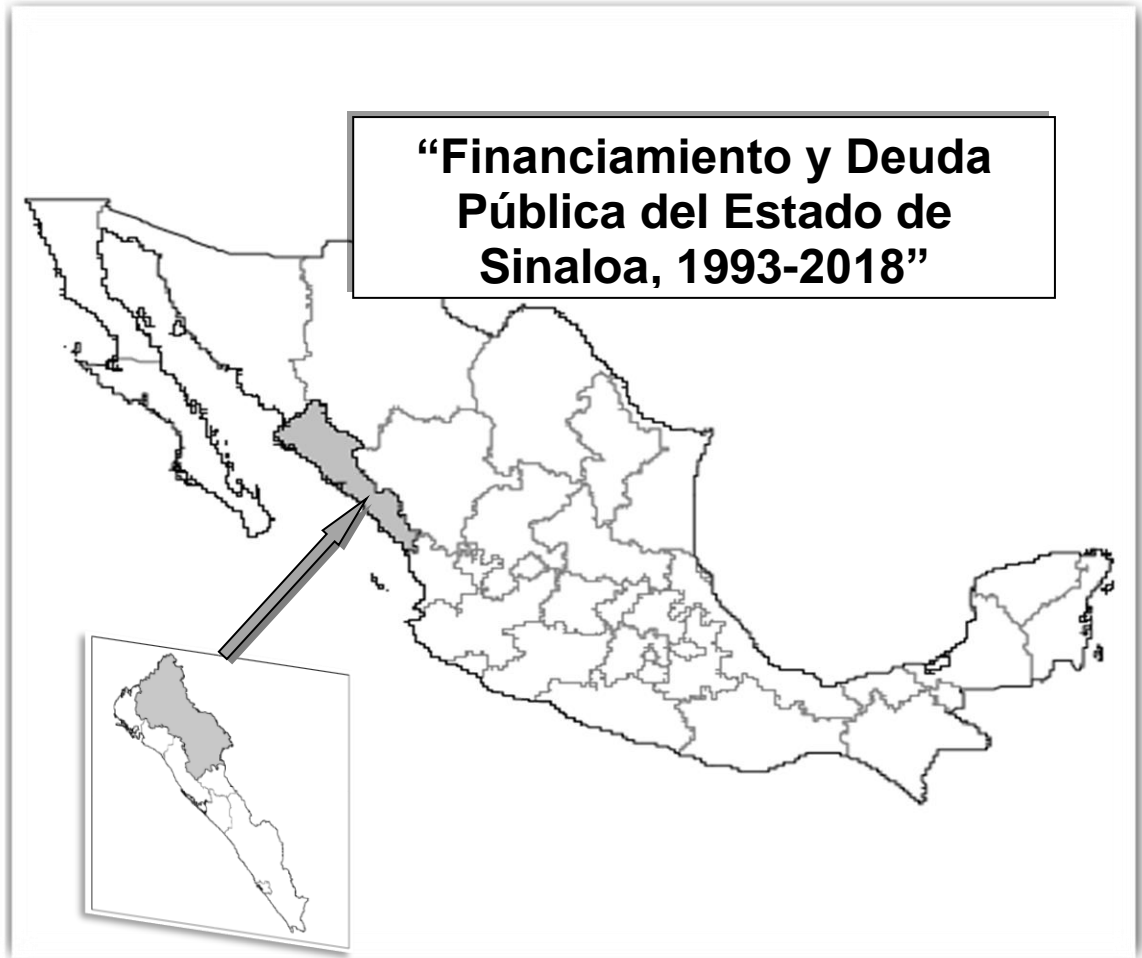 “Financiamiento y Deuda
Pública del Estado de
Sinaloa, 1993-2018”